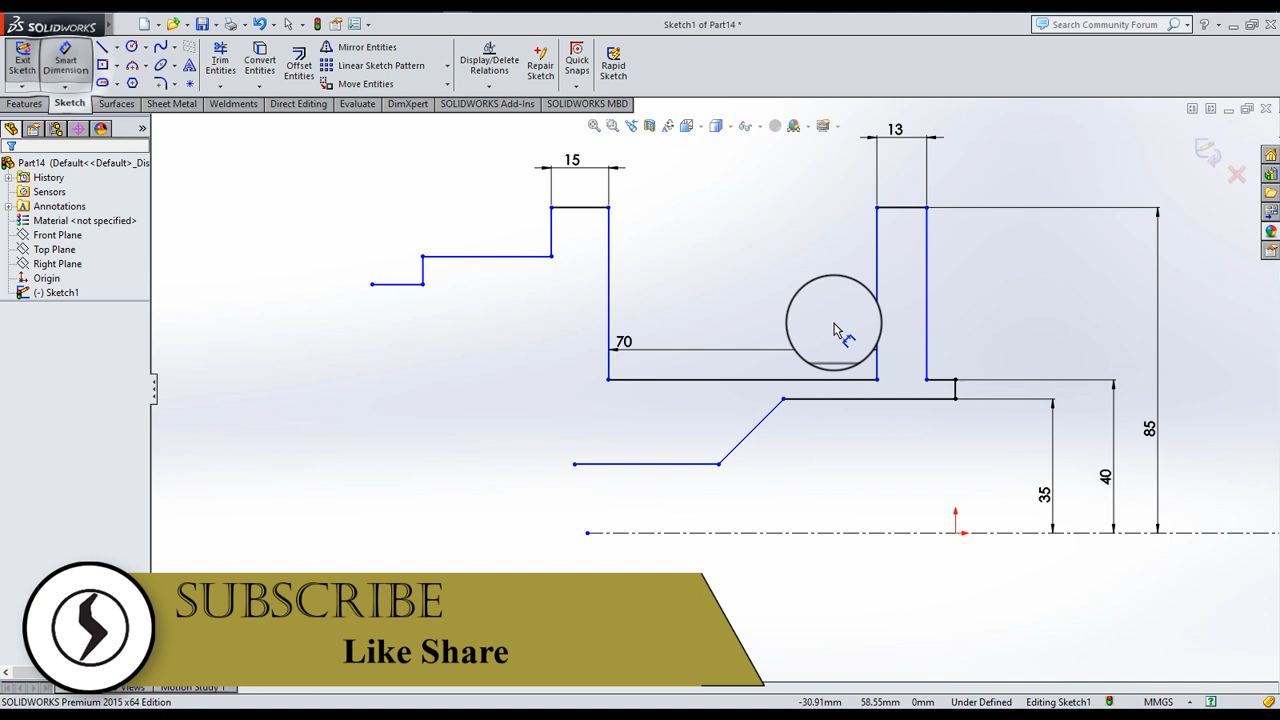 SOLIDWORKS
Sketch1 of Part14 *
Search Community Forum
Exit Sketch
Smart Dimension
Trim Entities
Convert Entities
Offset Entities
Mirror Entities
Linear Sketch Pattern
Move Entities
Display/Delete Relations
Repair Sketch
Quick Snaps
Rapid Sketch
Features
Sketch
Surfaces
Sheet Metal
Weldments
Direct Editing
Evaluate
DimXpert
SOLIDWORKS Add-Ins
SOLIDWORKS MBD
Part14 (Default<<Default>_Dis
History
Sensors
Annotations
Material <not specified>
Front Plane
Top Plane
Right Plane
Origin
(-) Sketch1
15
13
70
85
40
35
SUBSCRIBE
Like Share
Views
Motion Study 1
SOLIDWORKS Premium 2015 x64 Edition
-30.91mm
58.55mm
0mm
Under Defined
Editing Sketch1
MMGS